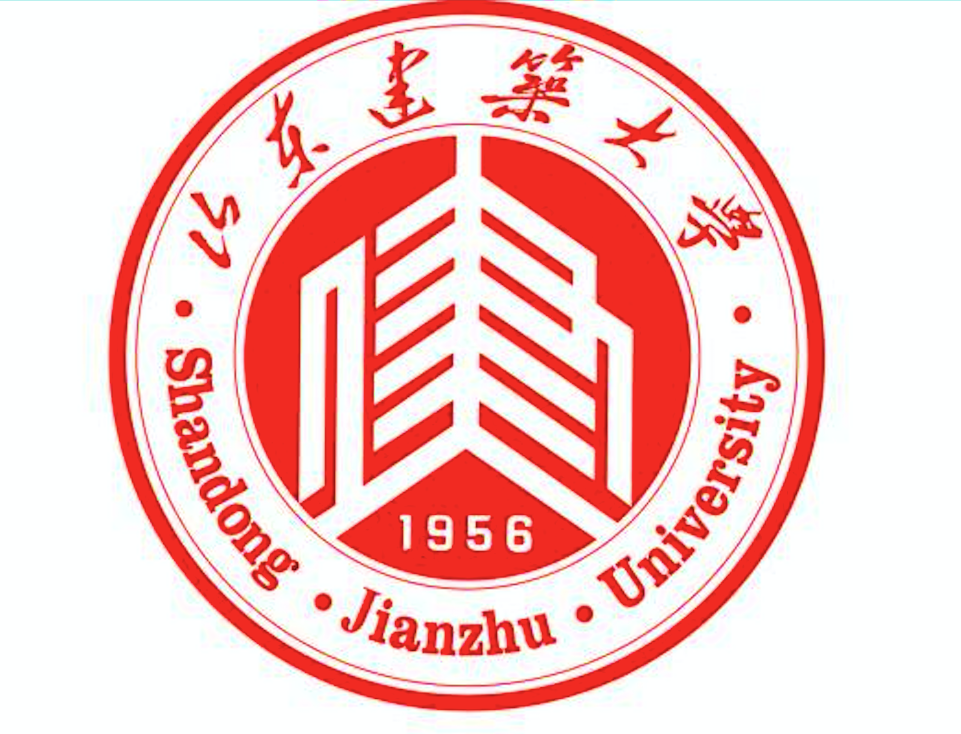 山东建筑大学
1956
Shandong · Jianzhu · University